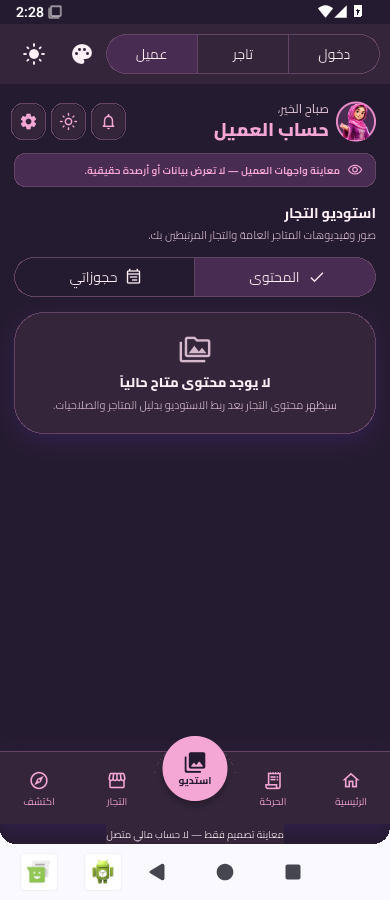 2:28
دخول
تاجر
عميل
صباح الخير،
حساب العميل
معاينة واجهات العميل — لا تعرض بيانات أو أرصدة حقيقية.
استوديو التجار
صور وفيديوهات المتاجر العامة والتجار المرتبطين بك.
المحتوى
حجوزاتي
لا يوجد محتوى متاح حالياً
سيظهر محتوى التجار بعد ربط الاستوديو بدليل المتاجر والصلاحيات.
الرئيسية
الحركة
استديو
التجار
اكتشف
معاينة تصميم فقط — لا حساب مالي متصل